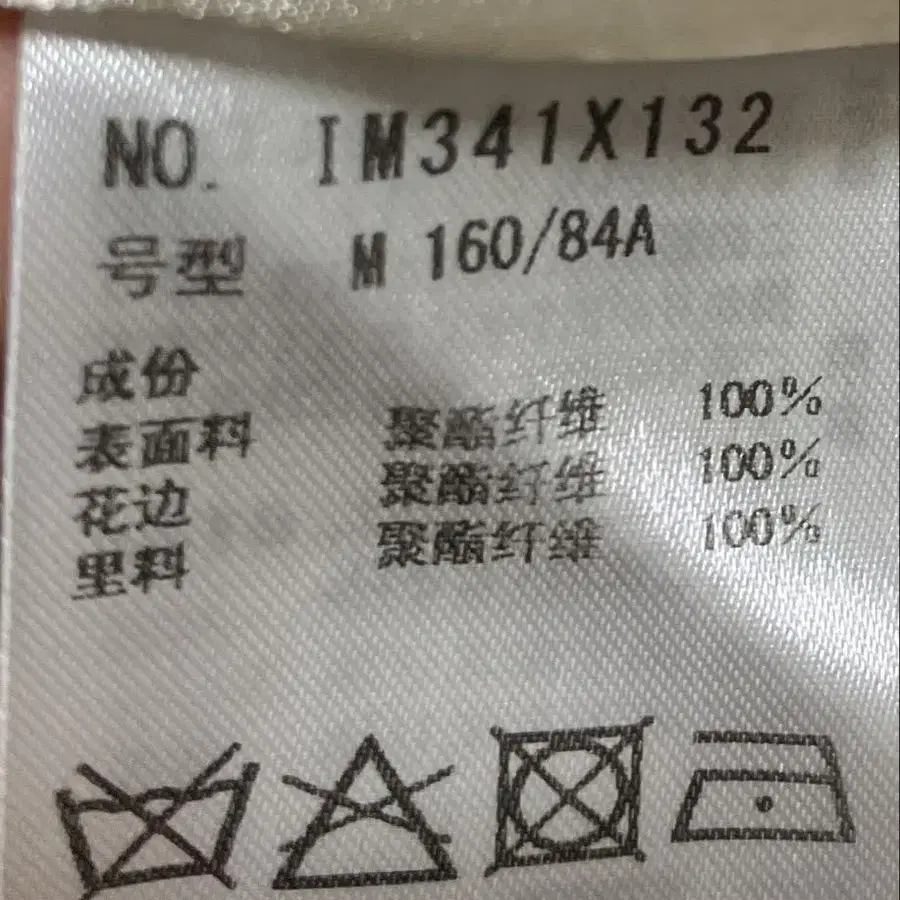 NO. IM341X132
号型 M 160/84A
成份
表面料 聚酯纤维 100%
花边 聚酯纤维 100%
里料 聚酯纤维 100%